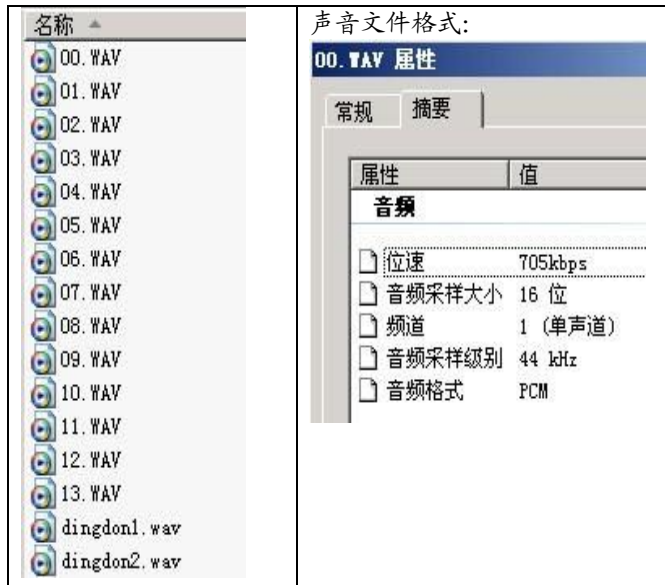 名称
00.WAV
01.WAV
02.WAV
03.WAV
04.WAV
05.WAV
06.WAV
07.WAV
08.WAV
09.WAV
10.WAV
11.WAV
12.WAV
13.WAV
dingdon1.wav
dingdon2.wav
声音文件格式:
00.WAV 属性
常规 摘要
属性 值
音频
位速 705kbps
音频采样大小 16 位
频道 1 (单声道)
音频采样级别 44 kHz
音频格式 PCM